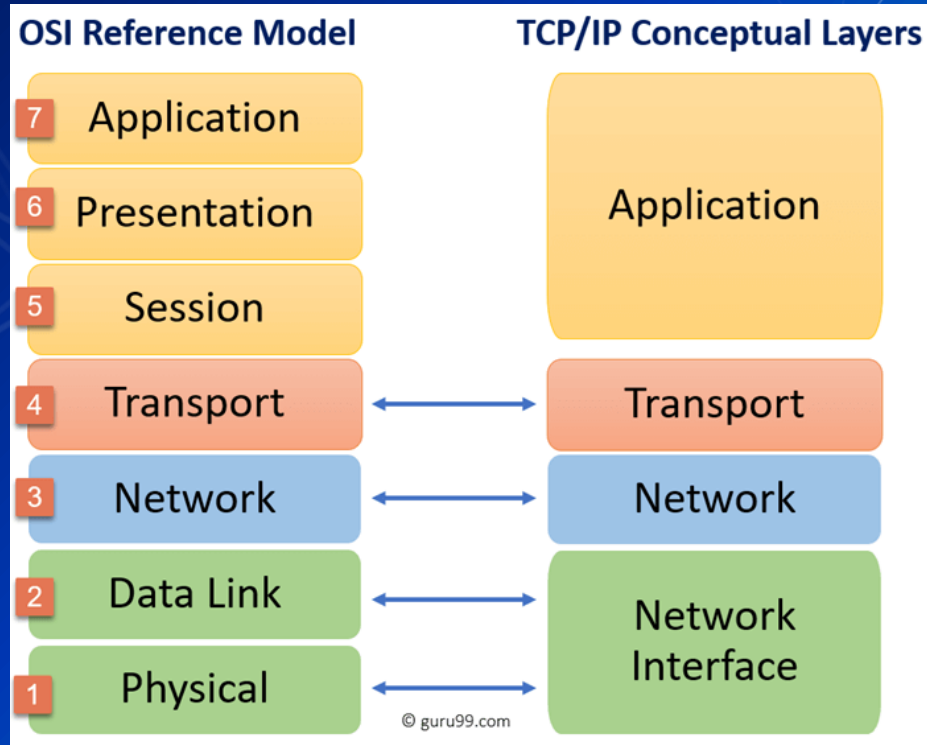 OSI Reference Model
TCP/IP Conceptual Layers
7 Application
6 Presentation
5 Session
4 Transport
3 Network
2 Data Link
1 Physical
Application
Transport
Network
Network
Interface
© guru99.com